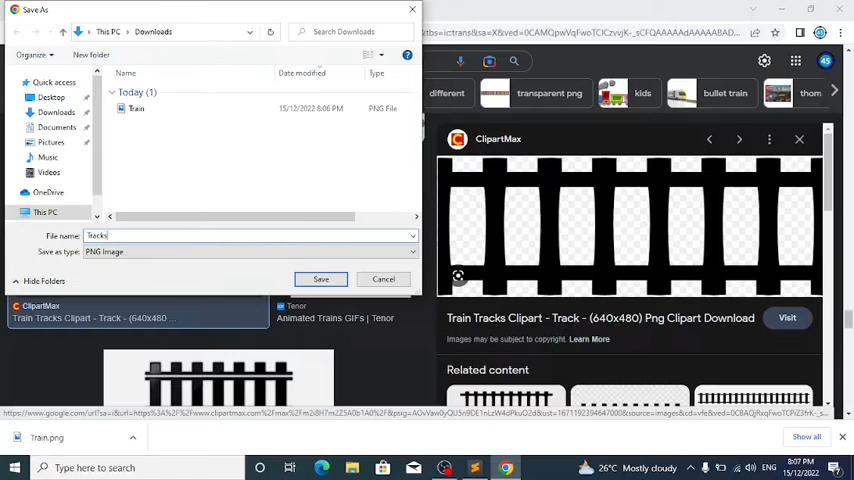 Save As
This PC > Downloads
Search Downloads
tbs=isz:
Organize
New folder
Name
Date modified
Type
Quick access
Desktop
Downloads
Documents
Pictures
Music
Videos
OneDrive
This PC
Today (1)
Train
15/12/2022 8:06 PM
PNG File
File name: Tracks
Save as type: PNG Image
Hide Folders
Save
Cancel
45
different
transparent png
kids
bullet train
thom
ClipartMax
Train Tracks Clipart - Track - (640x480) Png Clipart Download
Visit
Images may be subject to copyright. Learn More
Related content
ClipartMax
Train Tracks Clipart - Track - (640x480 ...
Tenor
Animated Trains GIFs | Tenor
Train.png
Show all
Type here to search
26°C Mostly cloudy
ENG
8:07 PM
15/12/2022
7